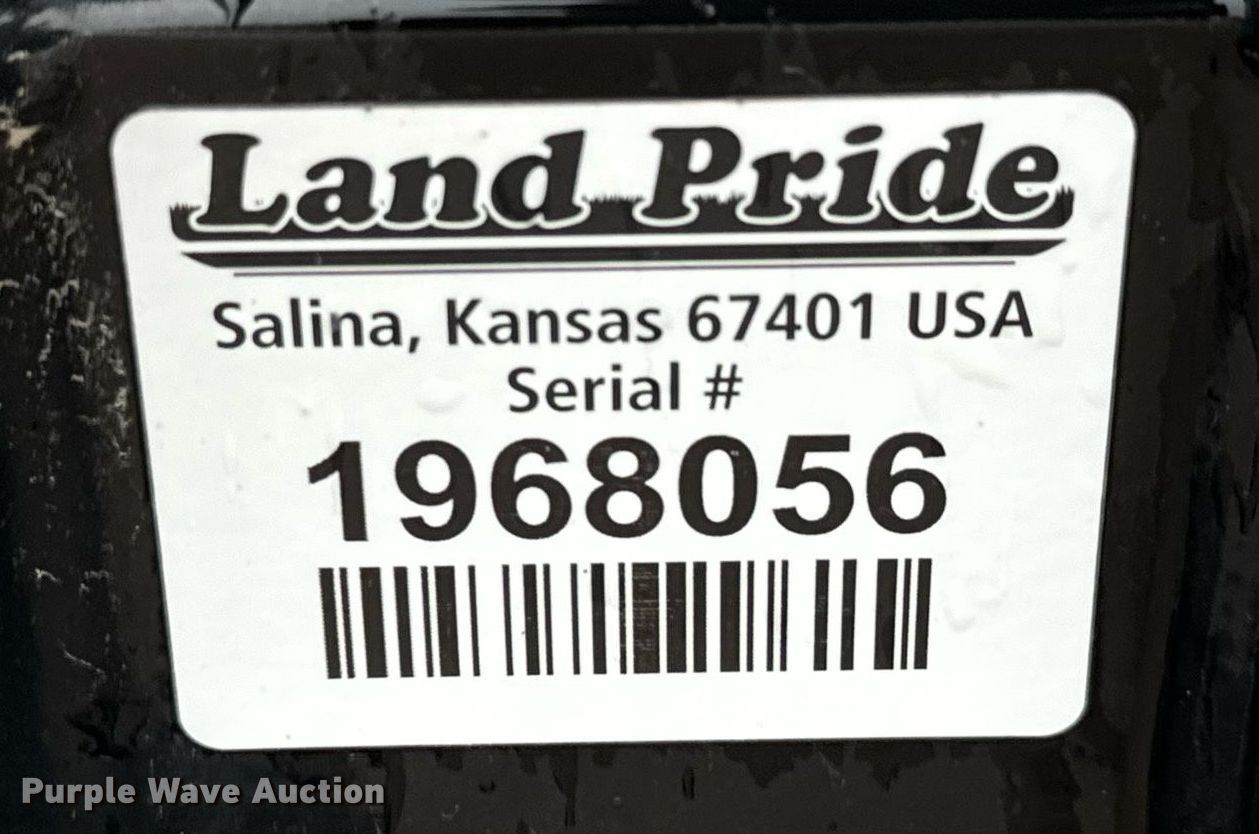 Land Pride
Salina, Kansas 67401 USA
Serial #
1968056
Purple Wave Auction